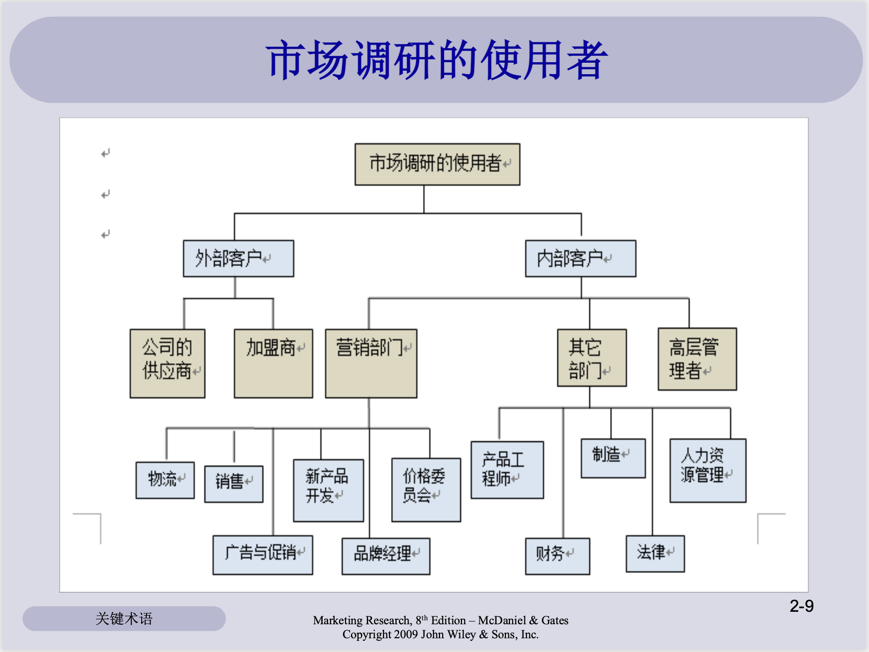 市场调研的使用者
市场调研的使用者
外部客户
内部客户
公司的
供应商
加盟商
营销部门
其它
部门
高层管
理者
物流
销售
新产品
开发
价格委
员会
产品工
程师
制造
人力资
源管理
广告与促销
品牌经理
财务
法律
2-9
关键术语
Marketing Research, 8th Edition – McDaniel & Gates
Copyright 2009 John Wiley & Sons, Inc.